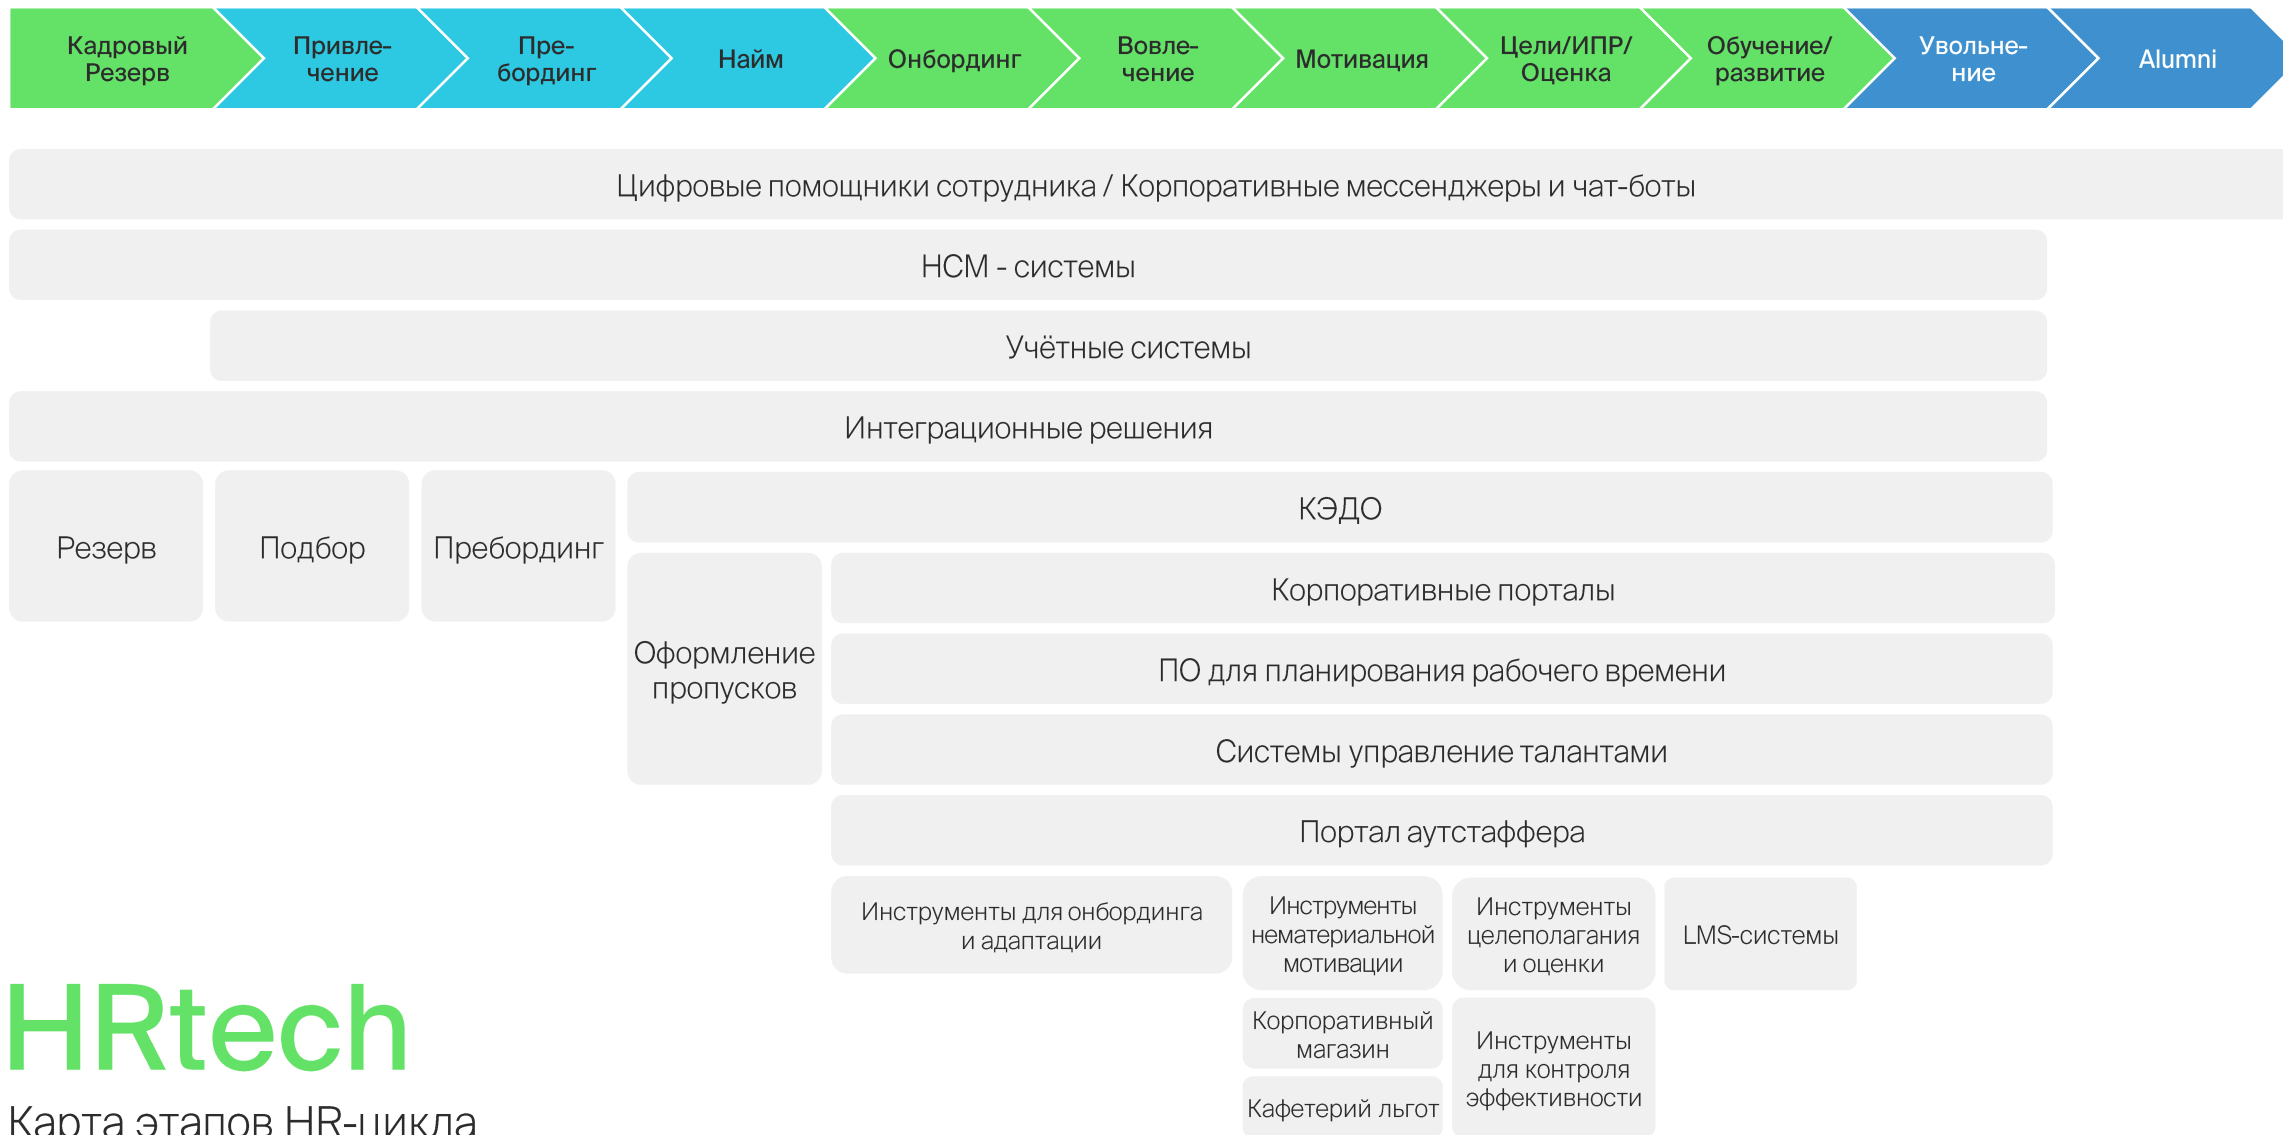 Кадровый
Резерв
Привле-
чение
Пре-
бординг
Найм
Онбординг
Вовле-
чение
Мотивация
Цели/ИПР/
Оценка
Обучение/
развитие
Увольне-
ние
Alumni
Цифровые помощники сотрудника / Корпоративные мессенджеры и чат-боты
HCM - системы
Учётные системы
Интеграционные решения
Резерв
Подбор
Пребординг
КЭДО
Оформление
пропусков
Корпоративные порталы
ПО для планирования рабочего времени
Системы управление талантами
Портал аутстаффера
Инструменты для онбординга
и адаптации
Инструменты
нематериальной
мотивации
Инструменты
целеполагания
и оценки
LMS-системы
Корпоративный
магазин
Инструменты
для контроля
эффективности
Кафетерий льгот
HRtech
Карта этапов HR-цикла